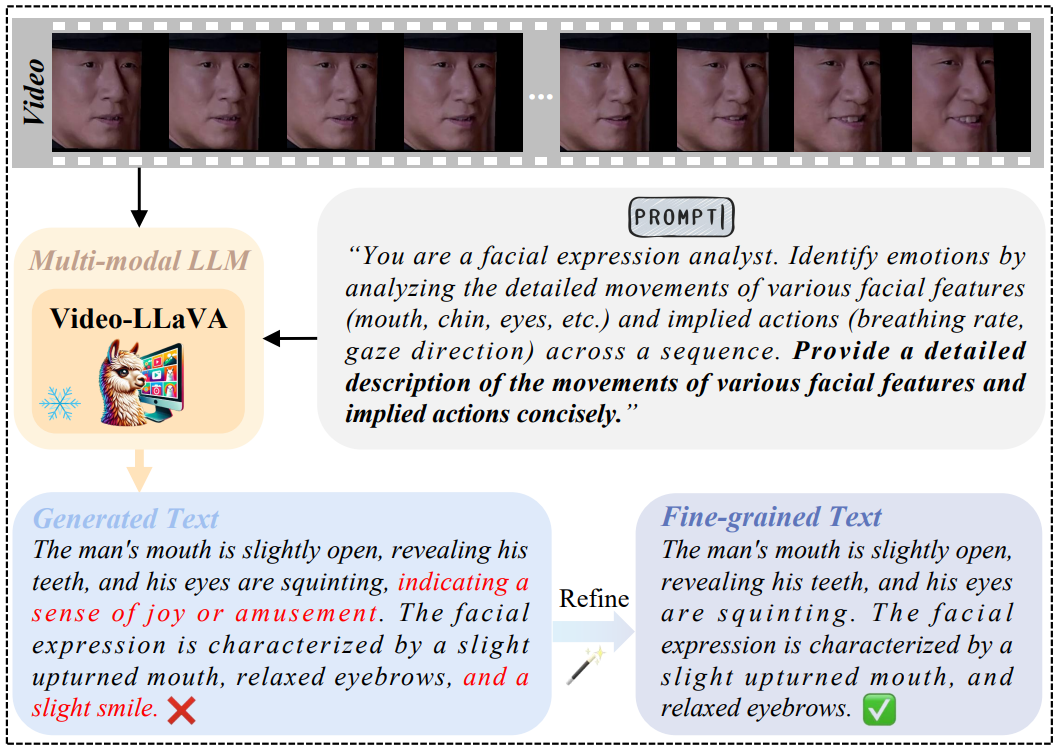 Video
PROMPT
Multi-modal LLM
Video-LLaVA
“You are a facial expression analyst. Identify emotions by
analyzing the detailed movements of various facial features
(mouth, chin, eyes, etc.) and implied actions (breathing rate,
gaze direction) across a sequence. Provide a detailed
description of the movements of various facial features and
implied actions concisely.”
Generated Text
The man's mouth is slightly open, revealing his
teeth, and his eyes are squinting, indicating a
sense of joy or amusement. The facial
expression is characterized by a slight
upturned mouth, relaxed eyebrows, and a
slight smile.
Refine
Fine-grained Text
The man's mouth is slightly open,
revealing his teeth, and his eyes
are squinting. The facial
expression is characterized by a
slight upturned mouth, and
relaxed eyebrows.